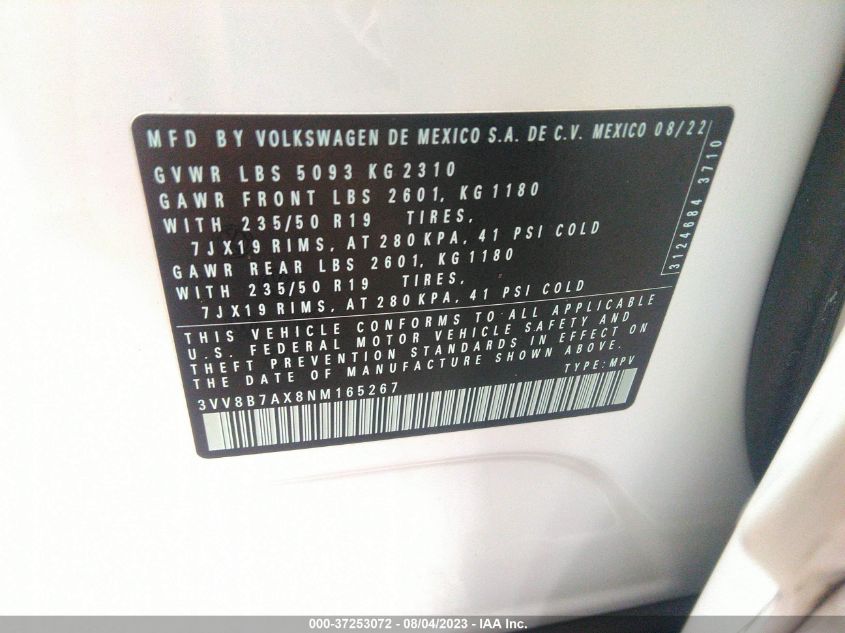 MFD BY VOLKSWAGEN DE MEXICO S.A. DE C.V. MEXICO 08/22
GVWR LBS 5093 KG 2310
GAWR FRONT LBS 2601, KG 1180
WITH 235/50 R19 TIRES,
7JX19 RIMS, AT 280 KPA, 41 PSI COLD
GAWR REAR LBS 2601, KG 1180
WITH 235/50 R19 TIRES,
7JX19 RIMS, AT 280 KPA, 41 PSI COLD
THIS VEHICLE CONFORMS TO ALL APPLICABLE
U.S. FEDERAL MOTOR VEHICLE SAFETY AND
THEFT PREVENTION STANDARDS IN EFFECT ON
THE DATE OF MANUFACTURE SHOWN ABOVE.
3VV8B7AX8NM165267 TYPE: MPV
3124684 3710
000-37253072 - 08/04/2023 - IAA Inc.